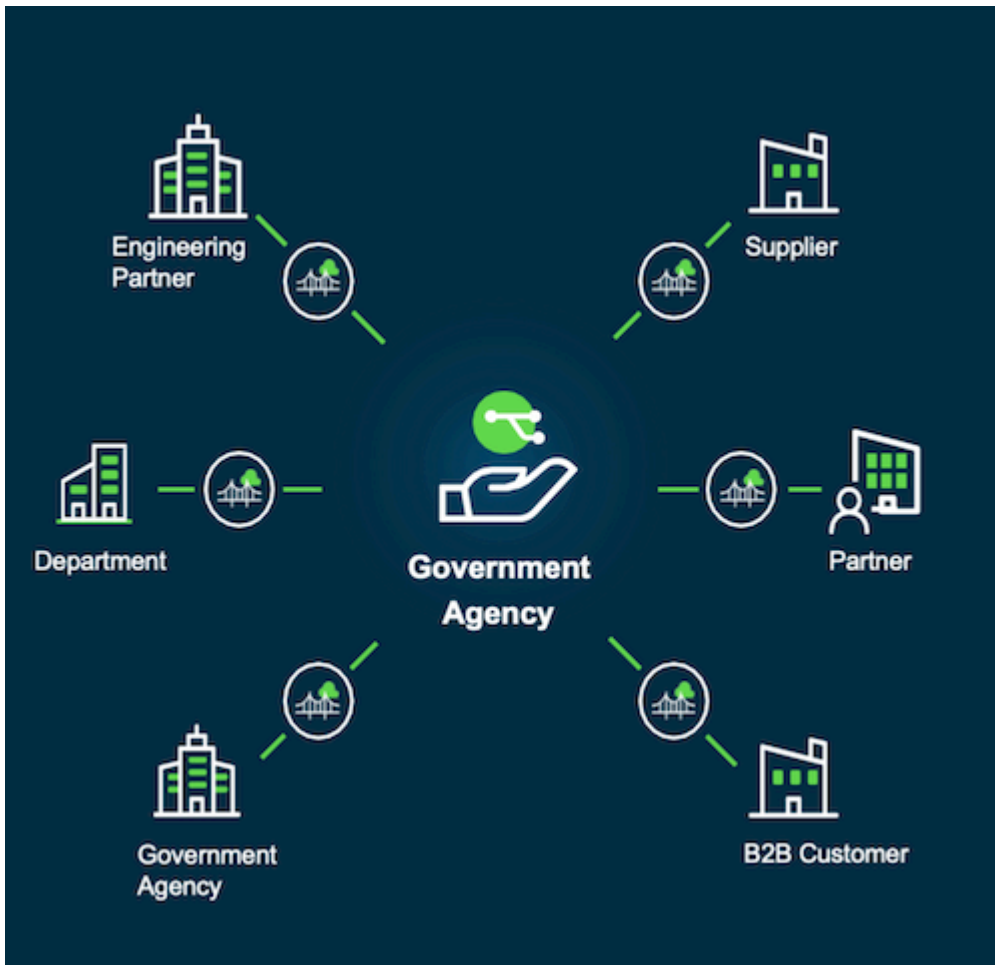 Engineering
Partner
Supplier
Department
Government
Agency
Partner
Government
Agency
B2B Customer